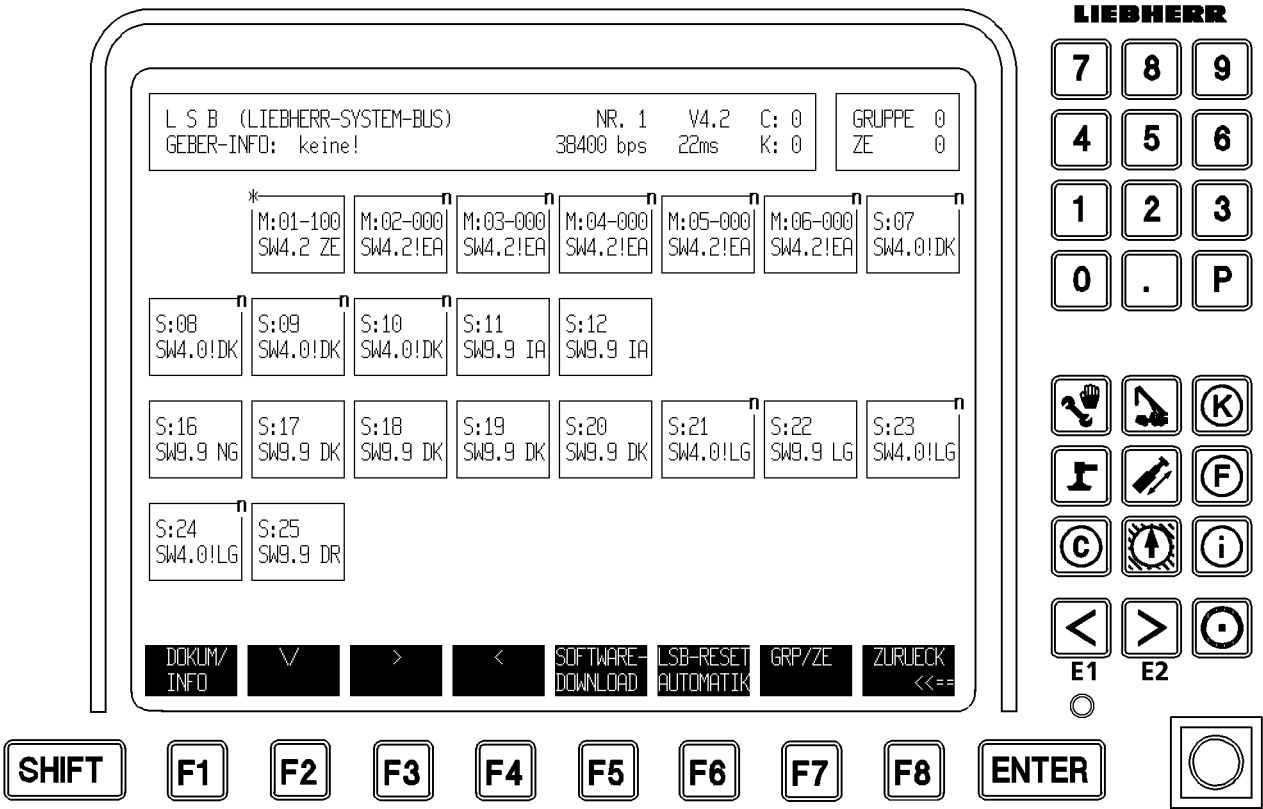 LIEBHERR
L S B (LIEBHERR-SYSTEM-BUS) NR. 1 V4.2 C: 0
GEBER-INFO: keine! 38400 bps 22ms K: 0
GRUPPE 0
ZE 0
* n n n n n n
M:01-100 M:02-000 M:03-000 M:04-000 M:05-000 M:06-000 S:07
SW4.2 ZE SW4.2!EA SW4.2!EA SW4.2!EA SW4.2!EA SW4.2!EA SW4.0!DK
n n n
S:08 S:09 S:10 S:11 S:12
SW4.0!DK SW4.0!DK SW4.0!DK SW9.9 IA SW9.9 IA
n n
S:16 S:17 S:18 S:19 S:20 S:21 S:22 S:23
SW9.9 NG SW9.9 DK SW9.9 DK SW9.9 DK SW9.9 DK SW4.0!LG SW9.9 LG SW4.0!LG
n
S:24 S:25
SW4.0!LG SW9.9 DR
DOKUM/ \/ > < SOFTWARE- LSB-RESET GRP/ZE ZURUECK
INFO DOWNLOAD AUTOMATIK <<==
7 8 9
4 5 6
1 2 3
0 . P
K
F
C i
< >
E1 E2
SHIFT F1 F2 F3 F4 F5 F6 F7 F8 ENTER